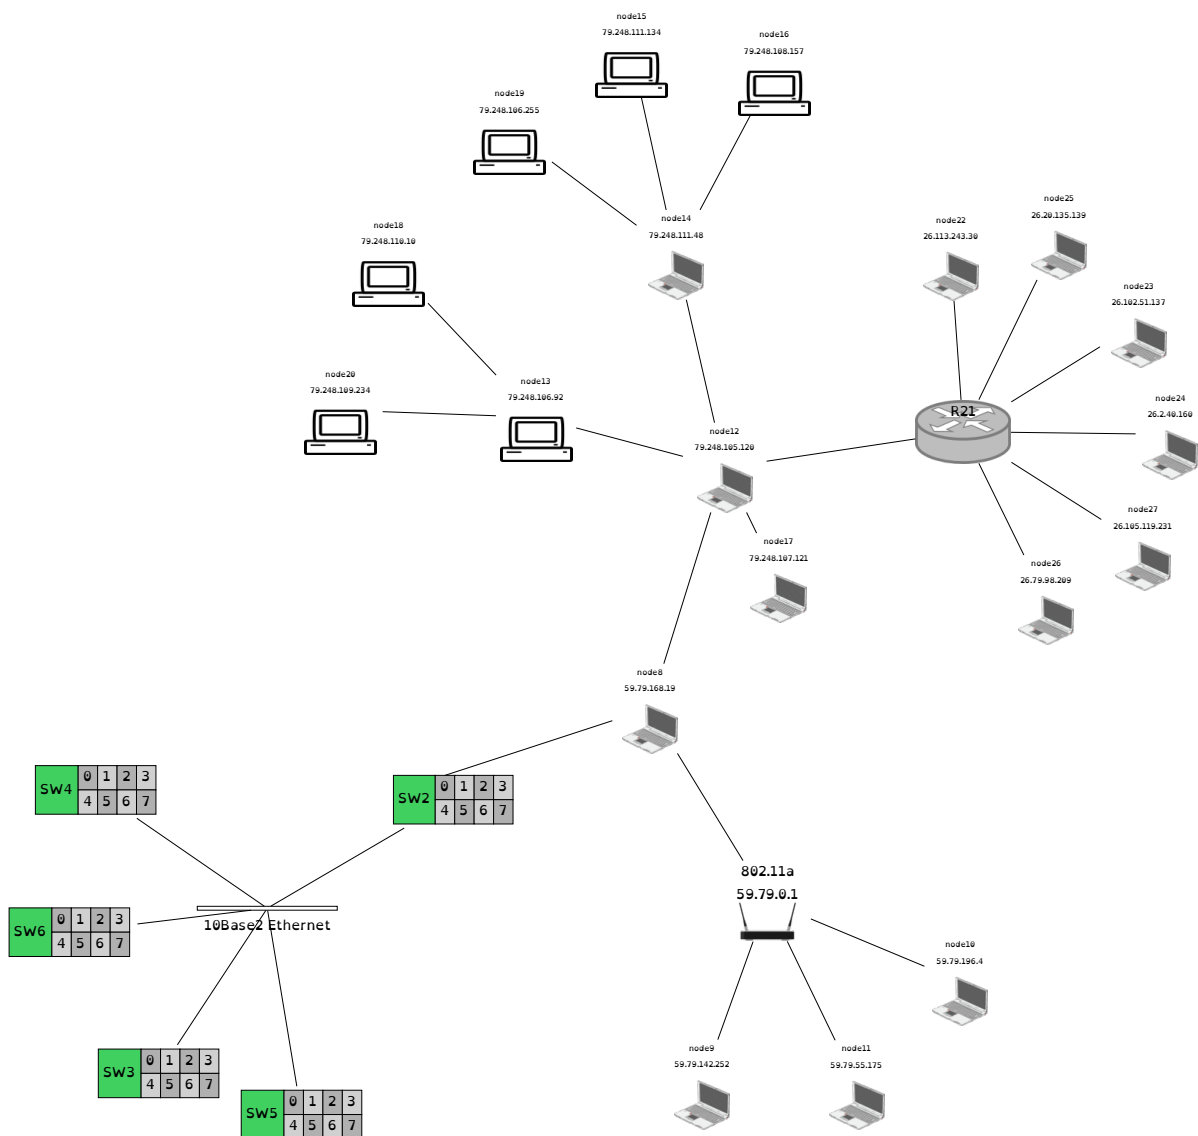 node15
79.248.111.134
node16
79.248.108.157
node19
79.248.106.255
node14
79.248.111.48
node18
79.248.110.10
node22
26.113.243.30
node25
26.20.135.139
node23
26.102.51.137
node20
79.248.109.234
node13
79.248.106.92
node12
79.248.105.120
R21
node24
26.2.40.160
node17
79.248.107.121
node27
26.105.119.231
node26
26.79.98.209
node8
59.79.168.19
SW4 0 1 2 3
4 5 6 7
SW2 0 1 2 3
4 5 6 7
802.11a
59.79.0.1
SW6 0 1 2 3
4 5 6 7
10Base2 Ethernet
node10
59.79.196.4
SW3 0 1 2 3
4 5 6 7
node9
59.79.142.252
node11
59.79.55.175
SW5 0 1 2 3
4 5 6 7